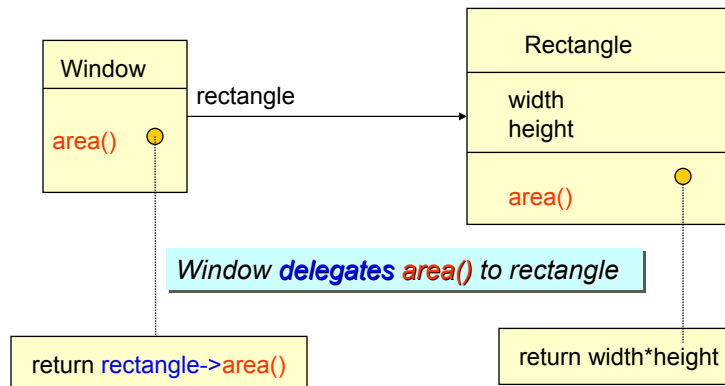 Window
area()
rectangle
Rectangle
width
height
area()
Window delegates area() to rectangle
return rectangle->area()
return width*height